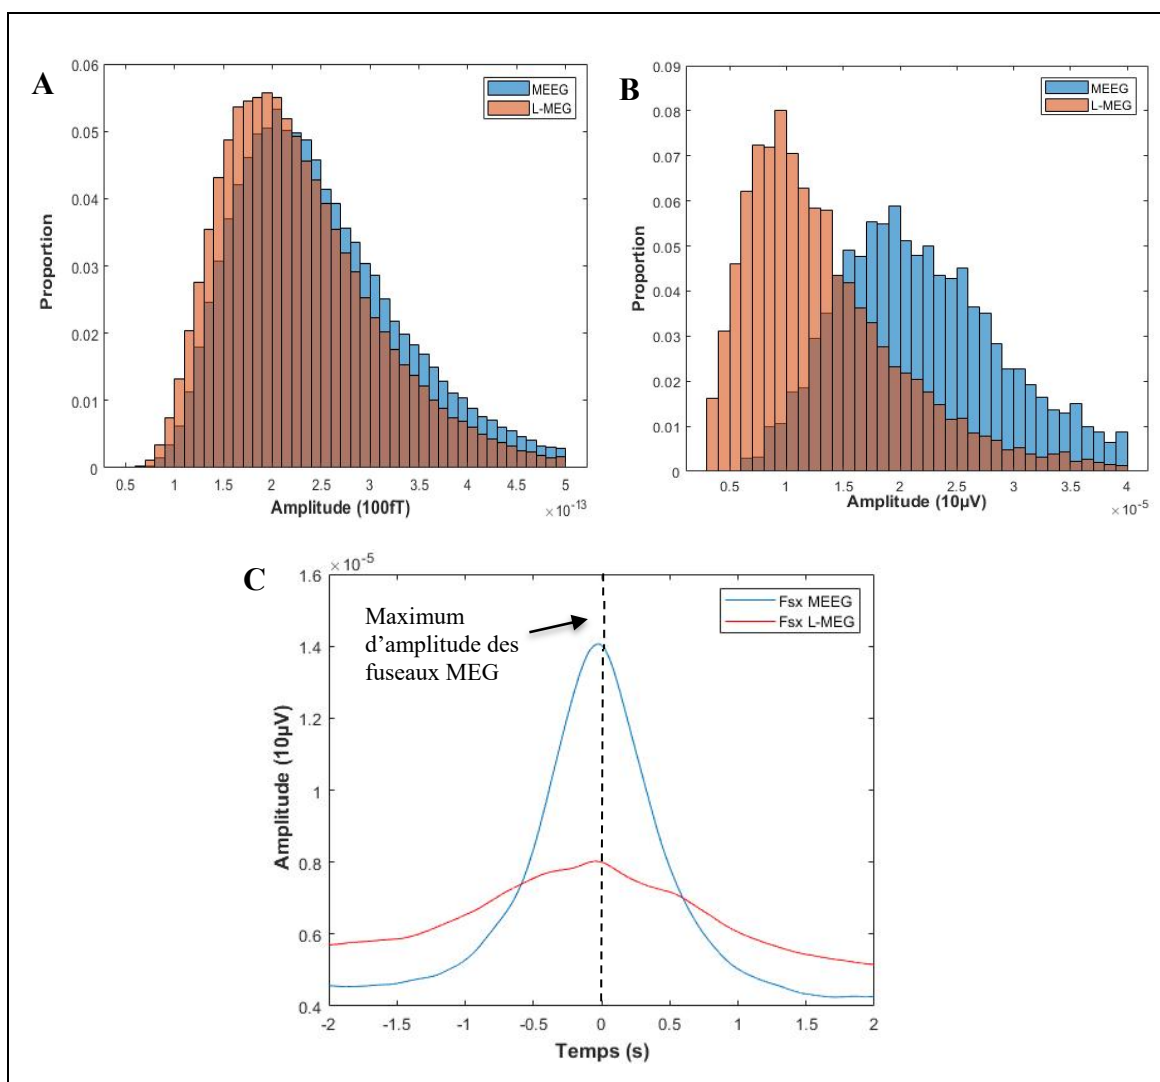 A
0.06
0.05
0.04
0.03
0.02
0.01
0
Proportion
MEEG
L-MEG
0.5 1 1.5 2 2.5 3 3.5 4 4.5 5
Amplitude (100fT)
×10⁻¹³
B
0.09
0.08
0.07
0.06
0.05
0.04
0.03
0.02
0.01
0
Proportion
MEEG
L-MEG
0.5 1 1.5 2 2.5 3 3.5 4
Amplitude (10µV)
×10⁻⁵
C
×10⁻⁵
1.6
1.4
1.2
1
0.8
0.6
0.4
Amplitude (10µV)
Maximum
d’amplitude des
fuseaux MEG
Fsx MEEG
Fsx L-MEG
-2 -1.5 -1 -0.5 0 0.5 1 1.5 2
Temps (s)